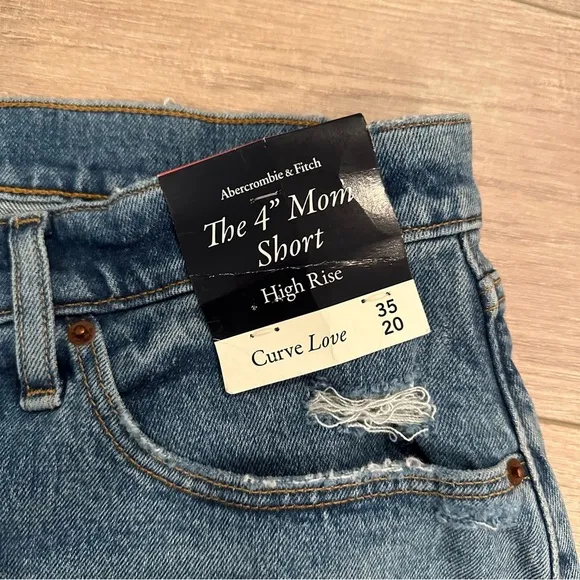 Abercrombie & Fitch
The 4” Mom
Short
High Rise
Curve Love
35
20